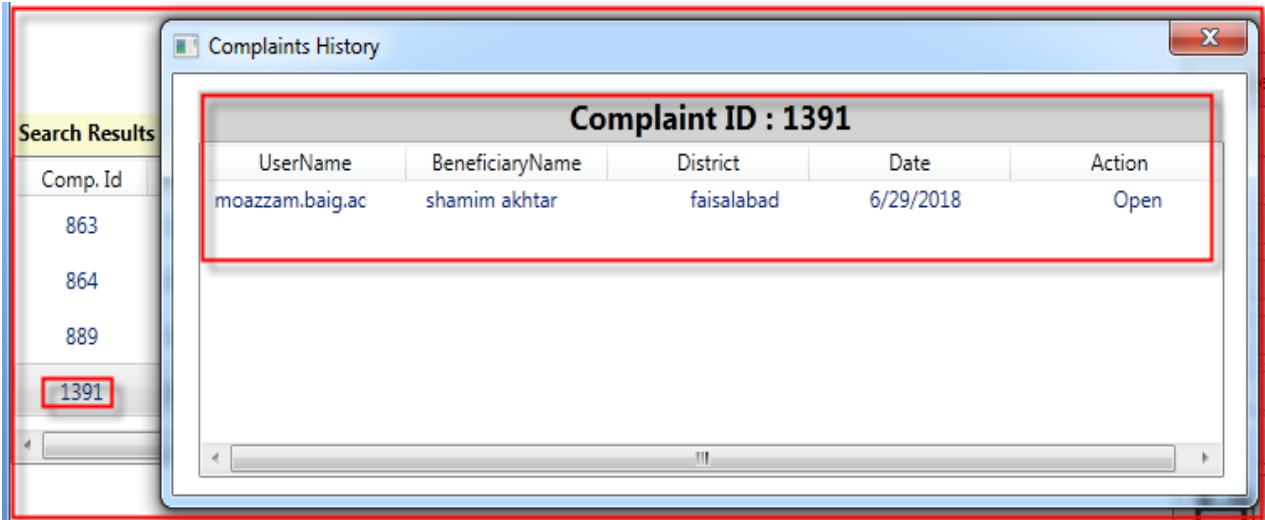 Complaints History
X
Complaint ID : 1391
Search Results
UserName BeneficiaryName District Date Action
Comp. Id
moazzam.baig.ac shamim akhtar faisalabad 6/29/2018 Open
863
864
889
1391